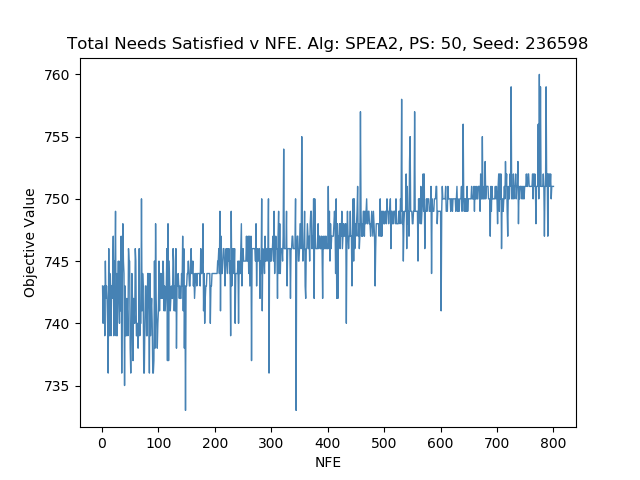 Total Needs Satisfied v NFE. Alg: SPEA2, PS: 50, Seed: 236598
760
755
750
745
740
735
Objective Value
0 100 200 300 400 500 600 700 800
NFE